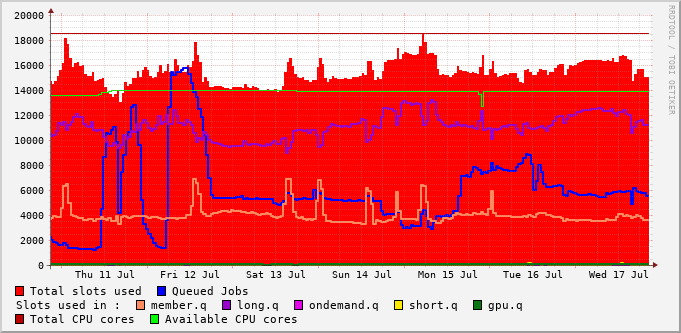 RRDTOOL / TOBI OETIKER
20000
18000
16000
14000
12000
10000
8000
6000
4000
2000
0
Thu 11 Jul Fri 12 Jul Sat 13 Jul Sun 14 Jul Mon 15 Jul Tue 16 Jul Wed 17 Jul
Total slots used Queued Jobs
Slots used in : member.q long.q ondemand.q short.q gpu.q
Total CPU cores Available CPU cores